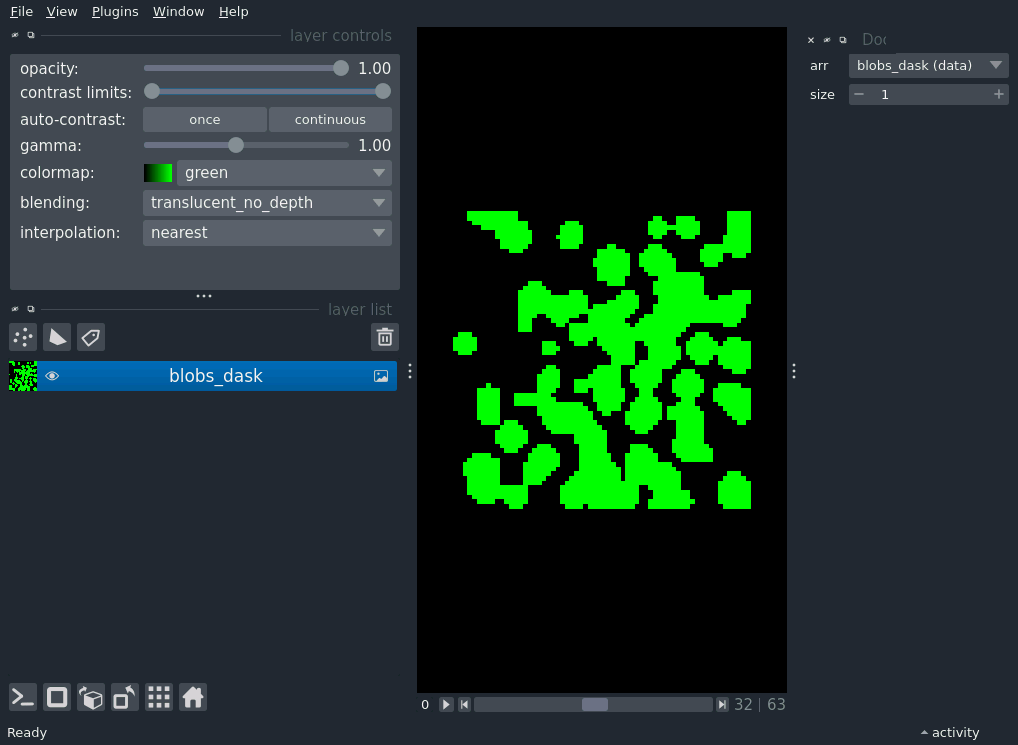 File View Plugins Window Help
layer controls
opacity: 1.00
contrast limits:
auto-contrast: once continuous
gamma: 1.00
colormap: green
blending: translucent_no_depth
interpolation: nearest
layer list
blobs_dask
arr blobs_dask (data)
size 1
0 32 | 63
Ready activity